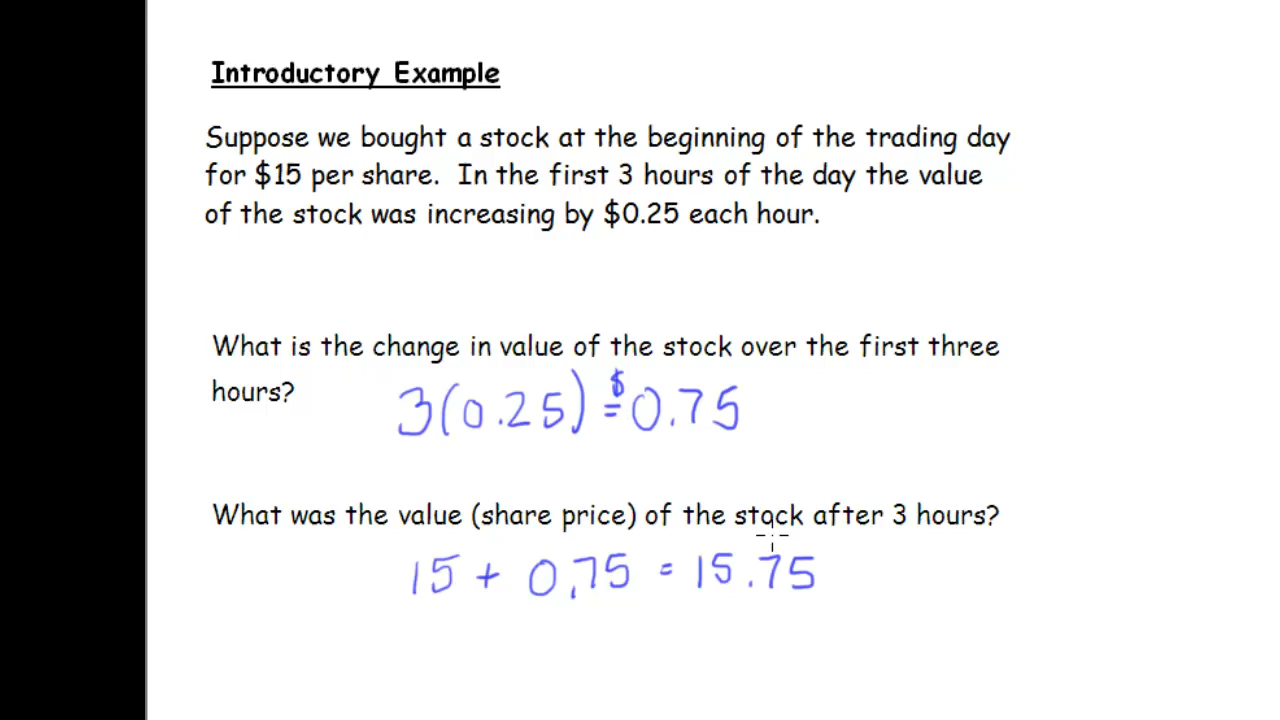 Introductory Example
Suppose we bought a stock at the beginning of the trading day
for $15 per share. In the first 3 hours of the day the value
of the stock was increasing by $0.25 each hour.
What is the change in value of the stock over the first three
hours?
3(0.25) = $0.75
What was the value (share price) of the stock after 3 hours?
15 + 0.75 = 15.75